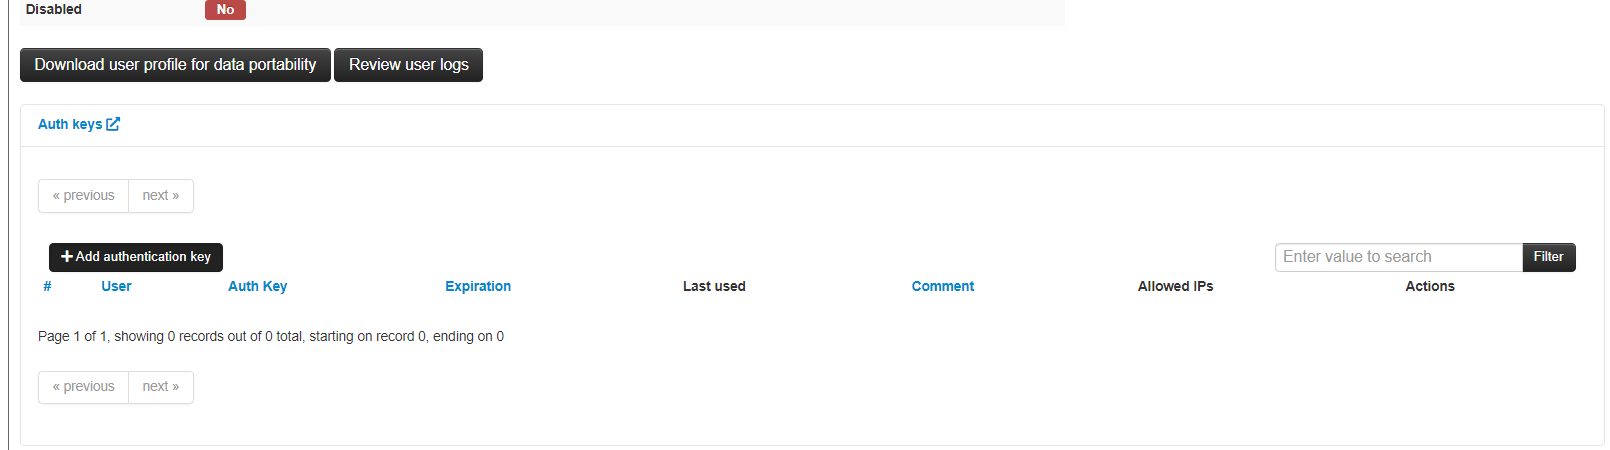 Disabled No
Download user profile for data portability Review user logs
Auth keys
« previous next »
Add authentication key Enter value to search Filter
# User Auth Key Expiration Last used Comment Allowed IPs Actions
Page 1 of 1, showing 0 records out of 0 total, starting on record 0, ending on 0
« previous next »